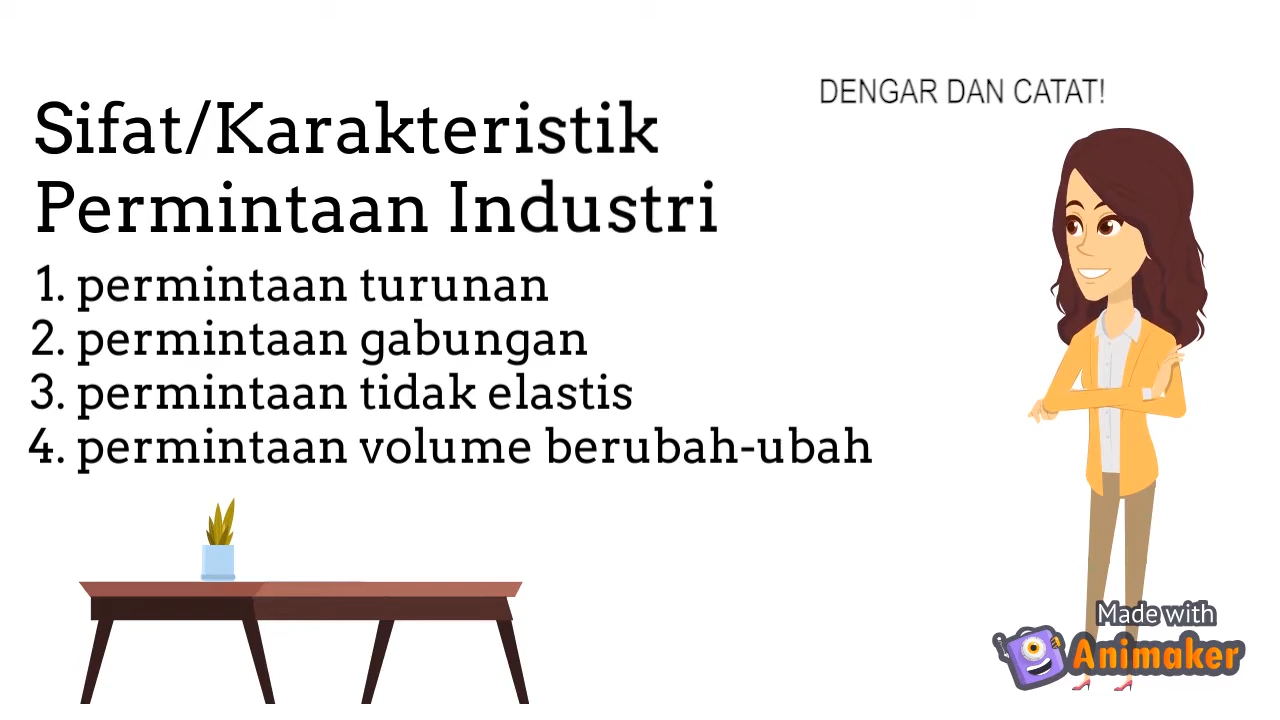 DENGAR DAN CATAT!
Sifat/Karakteristik
Permintaan Industri
1. permintaan turunan
2. permintaan gabungan
3. permintaan tidak elastis
4. permintaan volume berubah-ubah
Made with
Animaker